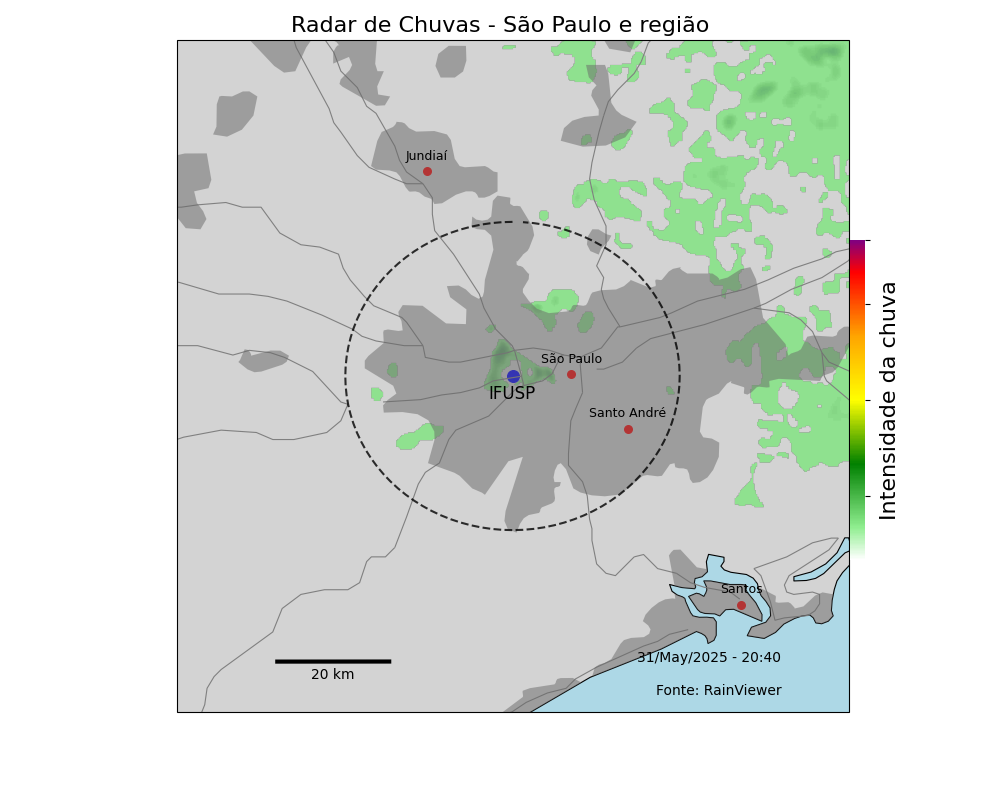 Radar de Chuvas - São Paulo e região
Jundiaí
São Paulo
IFUSP
Santo André
Intensidade da chuva
Santos
31/May/2025 - 20:40
20 km
Fonte: RainViewer